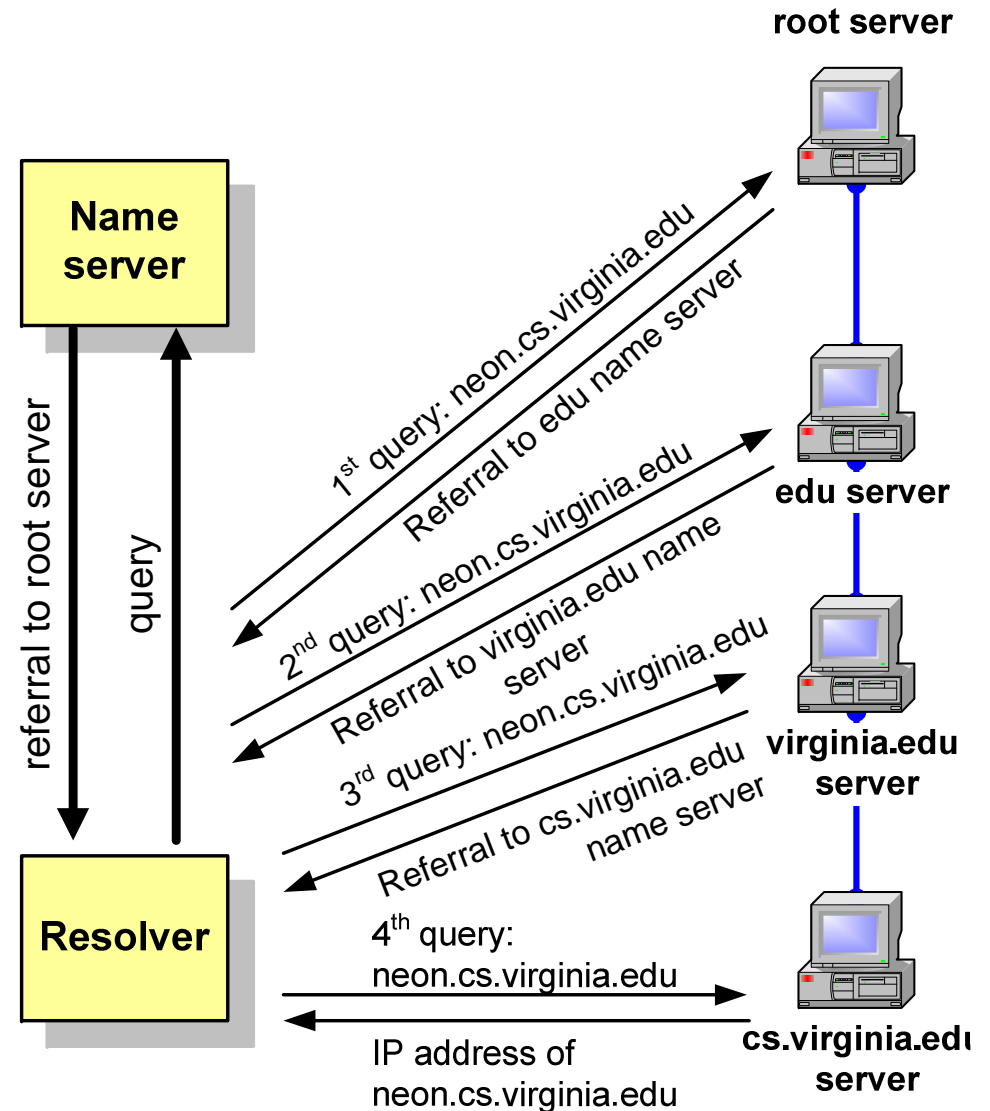 root server
Name
server
referral to root server
query
1st query: neon.cs.virginia.edu
Referral to edu name server
edu server
2nd query: neon.cs.virginia.edu
Referral to virginia.edu name
server
3rd query: neon.cs.virginia.edu
virginia.edu
server
Referral to cs.virginia.edu
name server
Resolver
4th query:
neon.cs.virginia.edu
IP address of
neon.cs.virginia.edu
cs.virginia.edu
server